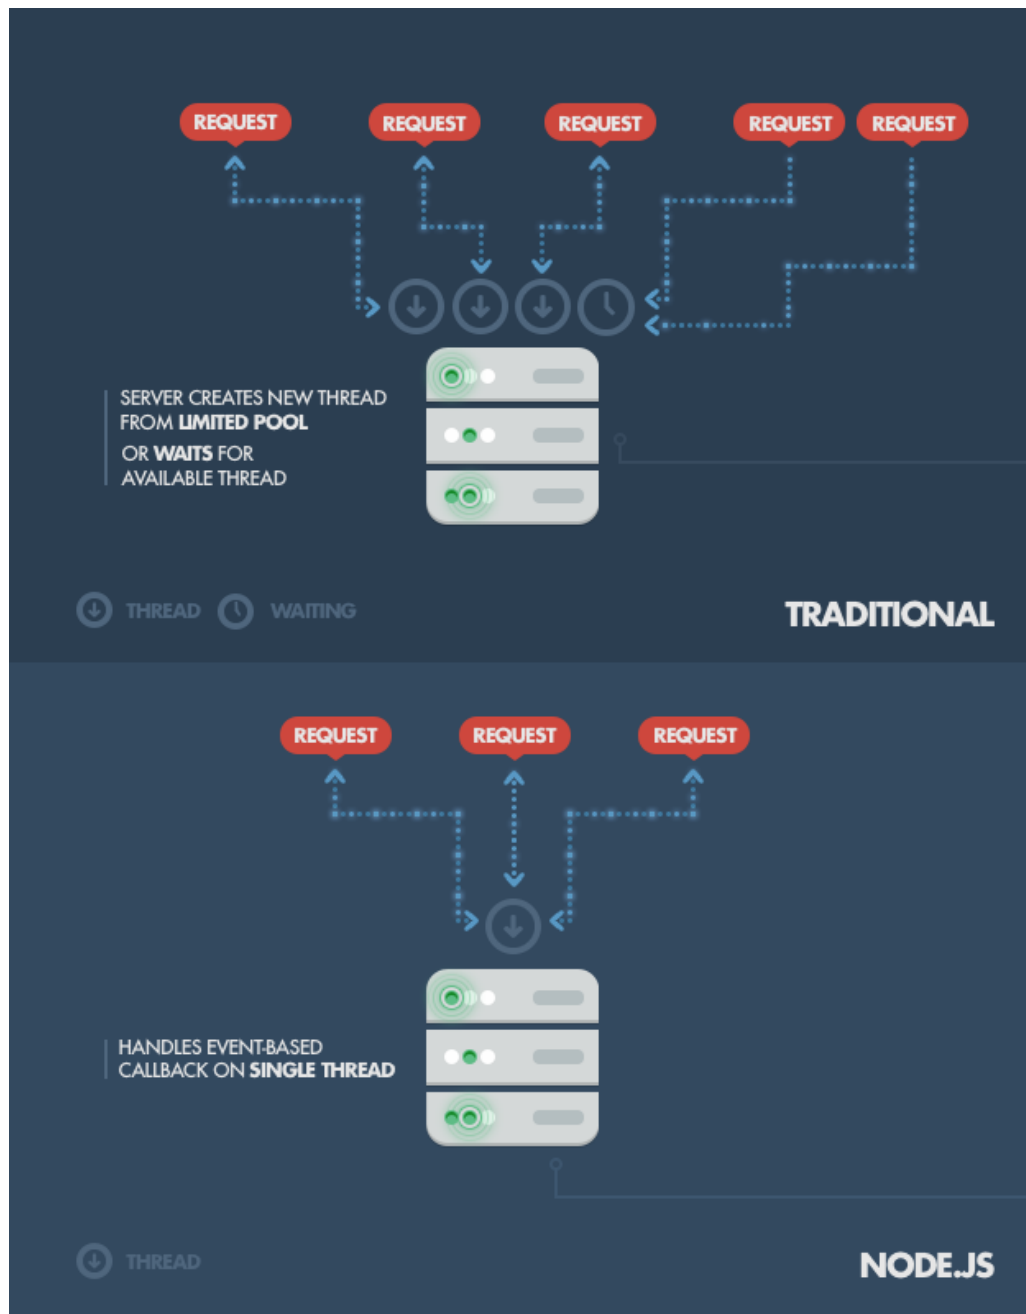 REQUEST REQUEST REQUEST REQUEST REQUEST
SERVER CREATES NEW THREAD
FROM LIMITED POOL
OR WAITS FOR
AVAILABLE THREAD
THREAD WAITING
TRADITIONAL
REQUEST REQUEST REQUEST
HANDLES EVENT-BASED
CALLBACK ON SINGLE THREAD
THREAD
NODE.JS